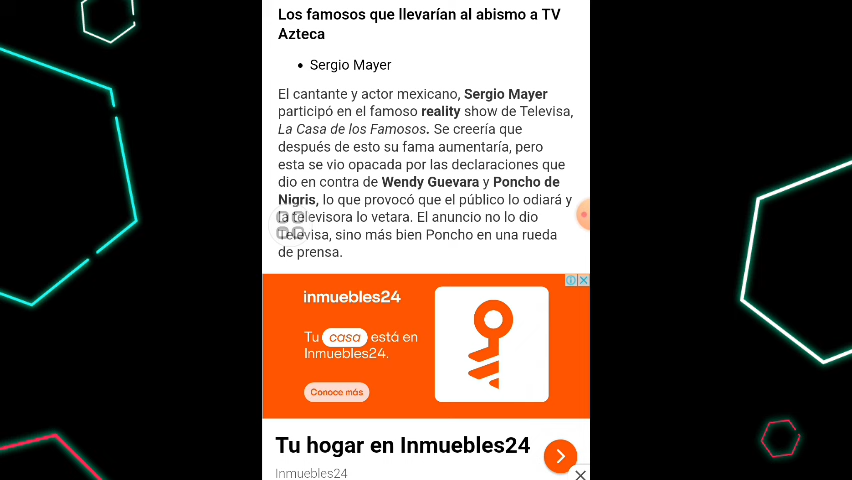 Los famosos que llevarían al abismo a TV
Azteca
• Sergio Mayer
El cantante y actor mexicano, Sergio Mayer
participó en el famoso reality show de Televisa,
La Casa de los Famosos. Se creería que
después de esto su fama aumentaría, pero
esta se vio opacada por las declaraciones que
dio en contra de Wendy Guevara y Poncho de
Nigris, lo que provocó que el público lo odiará y
la televisora lo vetara. El anuncio no lo dio
Televisa, sino más bien Poncho en una rueda
de prensa.
inmuebles24
Tu casa está en
Inmuebles24.
Conoce más
Tu hogar en Inmuebles24
Inmuebles24